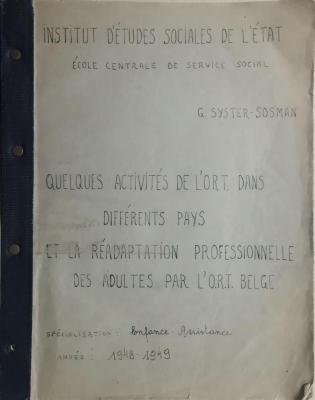 INSTITUT D'ÉTUDES SOCIALES DE L'ÉTAT
ÉCOLE CENTRALE DE SERVICE SOCIAL
G. SYSTER-SOSMAN
QUELQUES ACTIVITÉS DE L'O.R.T. DANS
DIFFÉRENTS PAYS
ET LA RÉADAPTATION PROFESSIONNELLE
DES ADULTES PAR L'O.R.T. BELGE
SPÉCIALISATION : Enfance-Assistance
ANNÉE : 1948-1949